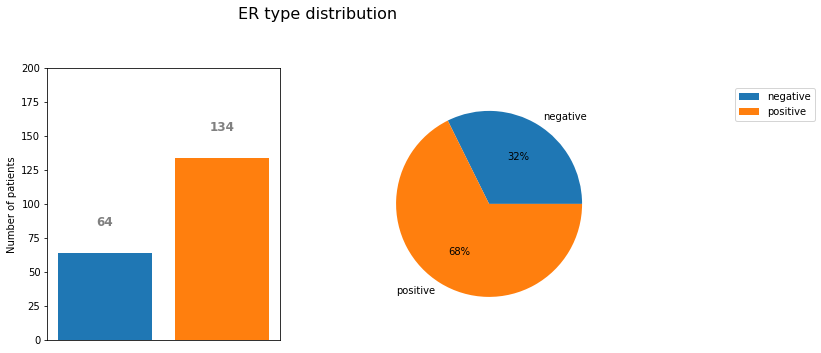 ER type distribution
Number of patients
200
175
150
125
100
75
50
25
0
64
134
negative
32%
68%
positive
negative
positive